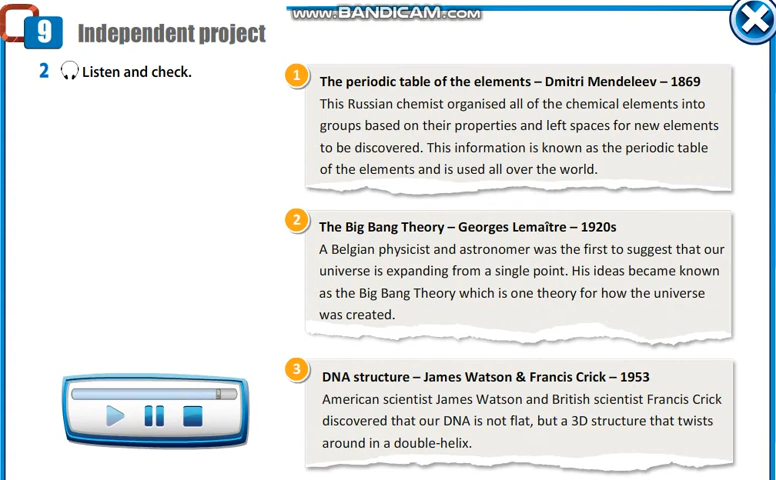 www.BANDICAM.com
9 Independent project
2 Listen and check.
1
The periodic table of the elements – Dmitri Mendeleev – 1869
This Russian chemist organised all of the chemical elements into
groups based on their properties and left spaces for new elements
to be discovered. This information is known as the periodic table
of the elements and is used all over the world.
2
The Big Bang Theory – Georges Lemaître – 1920s
A Belgian physicist and astronomer was the first to suggest that our
universe is expanding from a single point. His ideas became known
as the Big Bang Theory which is one theory for how the universe
was created.
3
DNA structure – James Watson & Francis Crick – 1953
American scientist James Watson and British scientist Francis Crick
discovered that our DNA is not flat, but a 3D structure that twists
around in a double-helix.